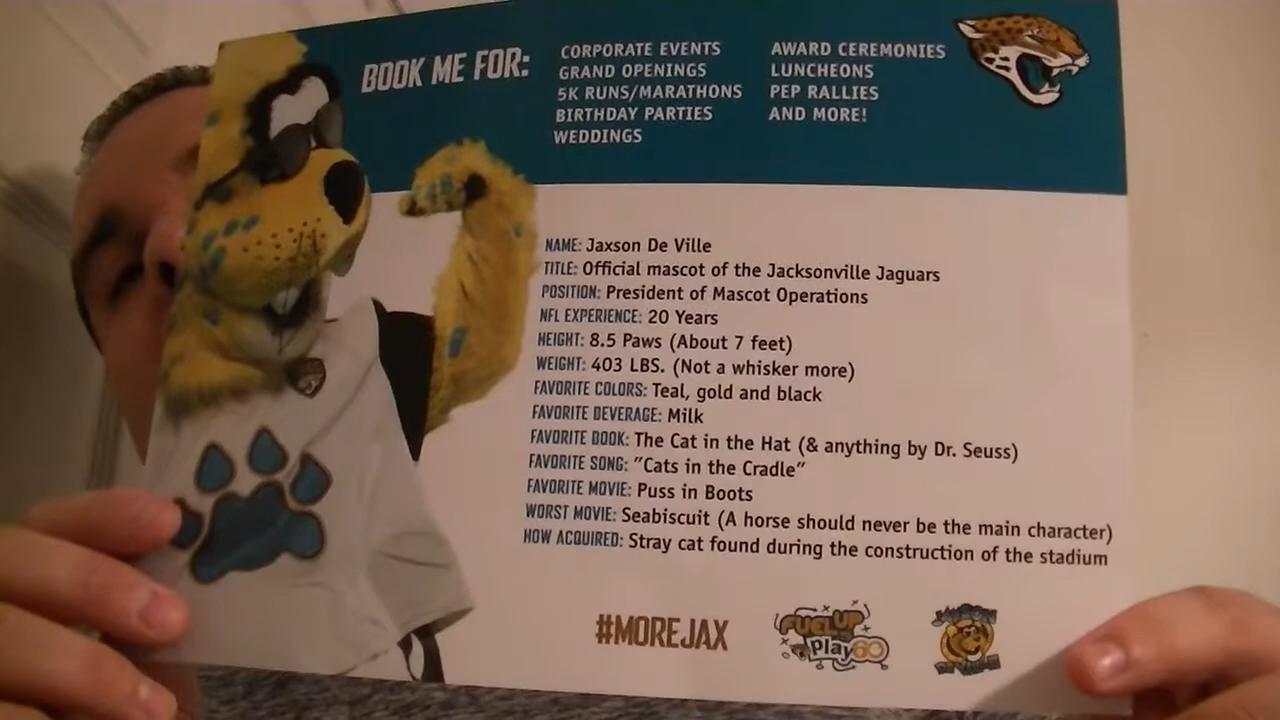 BOOK ME FOR:
CORPORATE EVENTS
GRAND OPENINGS
5K RUNS/MARATHONS
BIRTHDAY PARTIES
WEDDINGS
AWARD CEREMONIES
LUNCHEONS
PEP RALLIES
AND MORE!
NAME: Jaxson De Ville
TITLE: Official mascot of the Jacksonville Jaguars
POSITION: President of Mascot Operations
NFL EXPERIENCE: 20 Years
HEIGHT: 8.5 Paws (About 7 feet)
WEIGHT: 403 LBS. (Not a whisker more)
FAVORITE COLORS: Teal, gold and black
FAVORITE BEVERAGE: Milk
FAVORITE BOOK: The Cat in the Hat (& anything by Dr. Seuss)
FAVORITE SONG: "Cats in the Cradle"
FAVORITE MOVIE: Puss in Boots
WORST MOVIE: Seabiscuit (A horse should never be the main character)
HOW ACQUIRED: Stray cat found during the construction of the stadium
#MOREJAX
FUEL UP
play 60
JAXSON
DE VILLE